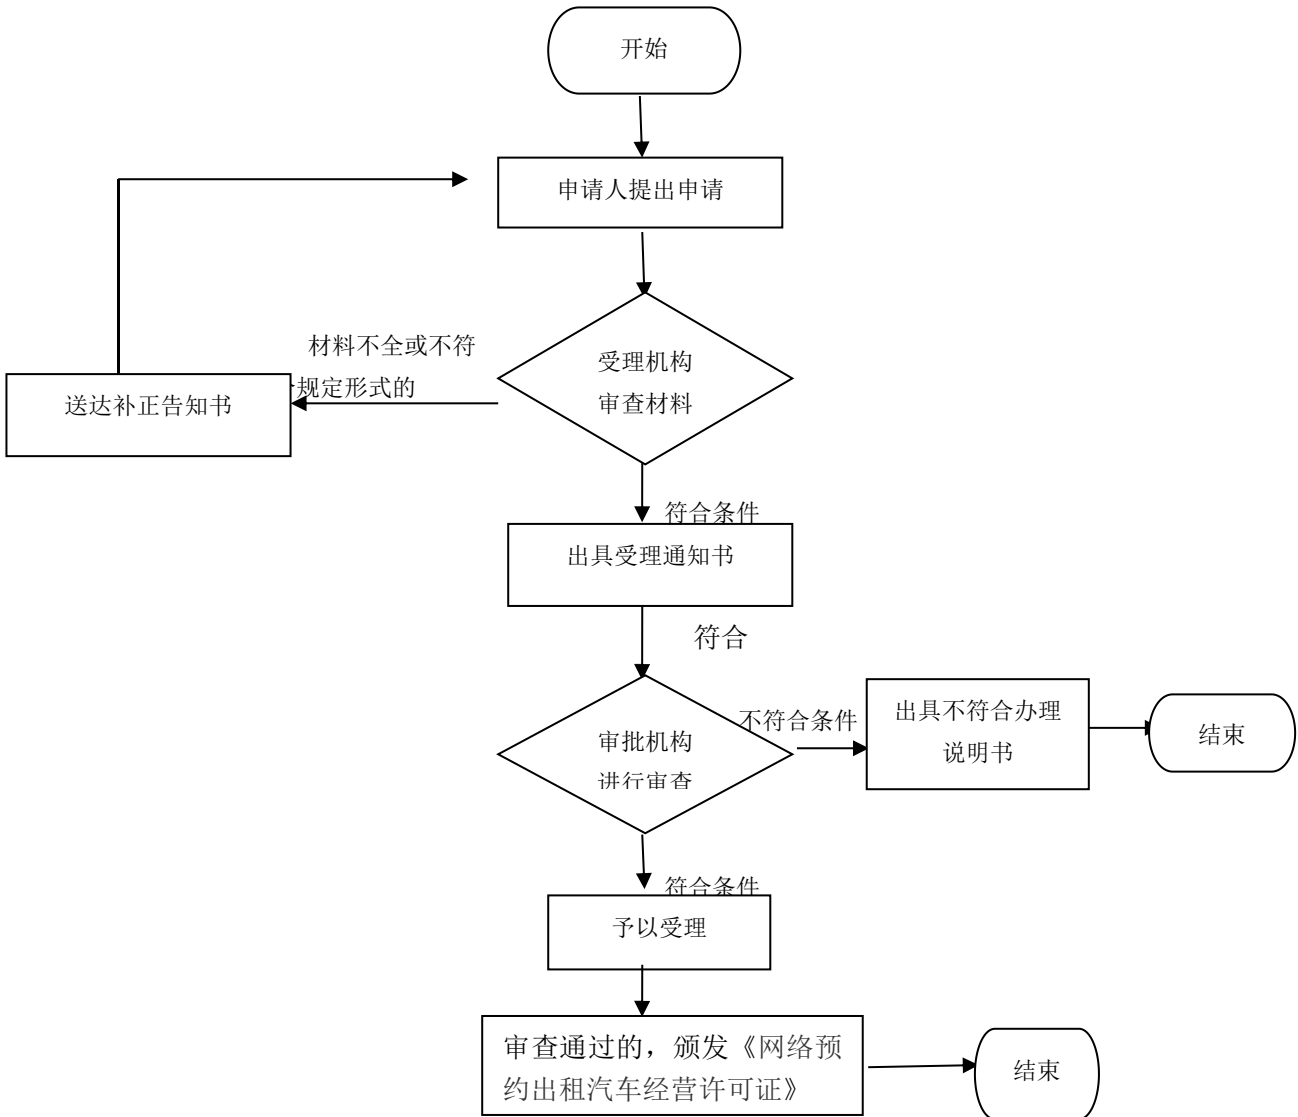 开始
申请人提出申请
材料不全或不符
规定形式的
送达补正告知书
受理机构
审查材料
符合条件
出具受理通知书
符合
不符合条件
出具不符合办理
说明书
结束
审批机构
进行审查
符合条件
予以受理
审查通过的，颁发《网络预
约出租汽车经营许可证》
结束